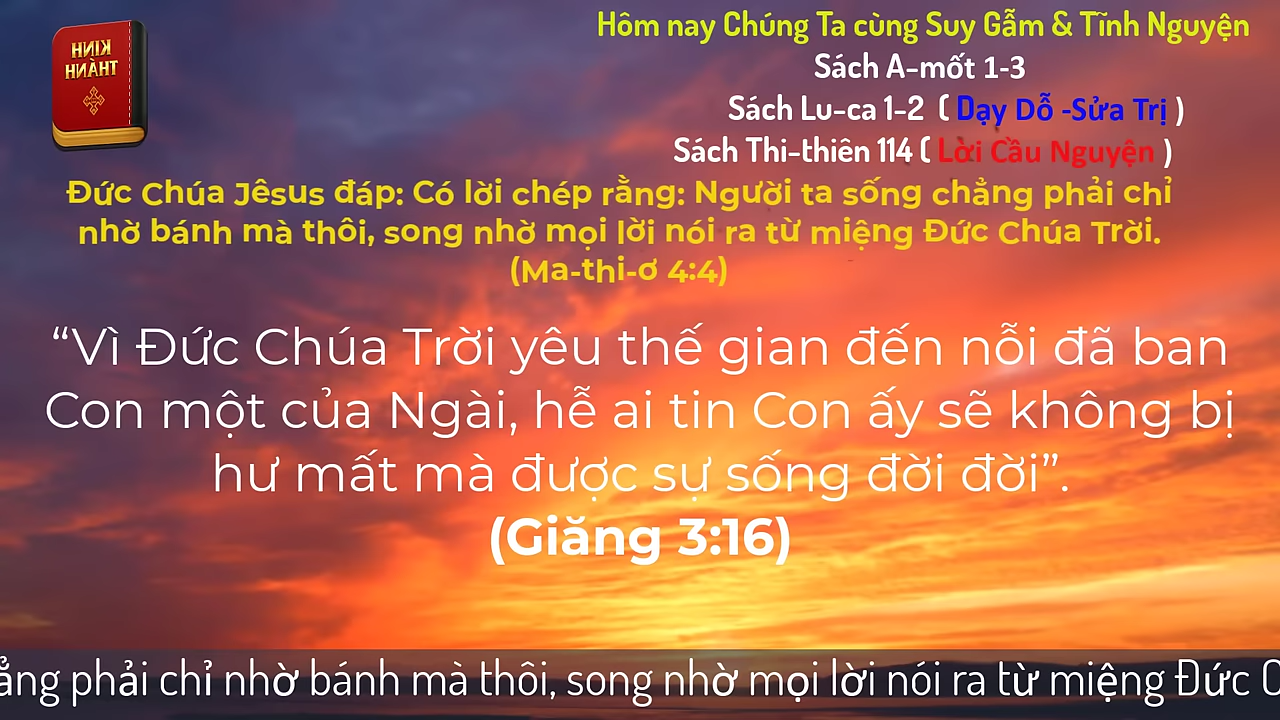 KINH
THÀNH
Hôm nay Chúng Ta cùng Suy Gẫm & Tĩnh Nguyện
Sách A-mốt 1-3
Sách Lu-ca 1-2 ( Dạy Dỗ -Sửa Trị )
Sách Thi-thiên 114 ( Lời Cầu Nguyện )
Đức Chúa Jêsus đáp: Có lời chép rằng: Người ta sống chẳng phải chỉ
nhờ bánh mà thôi, song nhờ mọi lời nói ra từ miệng Đức Chúa Trời.
(Ma-thi-ơ 4:4)
“Vì Đức Chúa Trời yêu thế gian đến nỗi đã ban
Con một của Ngài, hễ ai tin Con ấy sẽ không bị
hư mất mà được sự sống đời đời”.
(Giăng 3:16)
ẳng phải chỉ nhờ bánh mà thôi, song nhờ mọi lời nói ra từ miệng Đức C